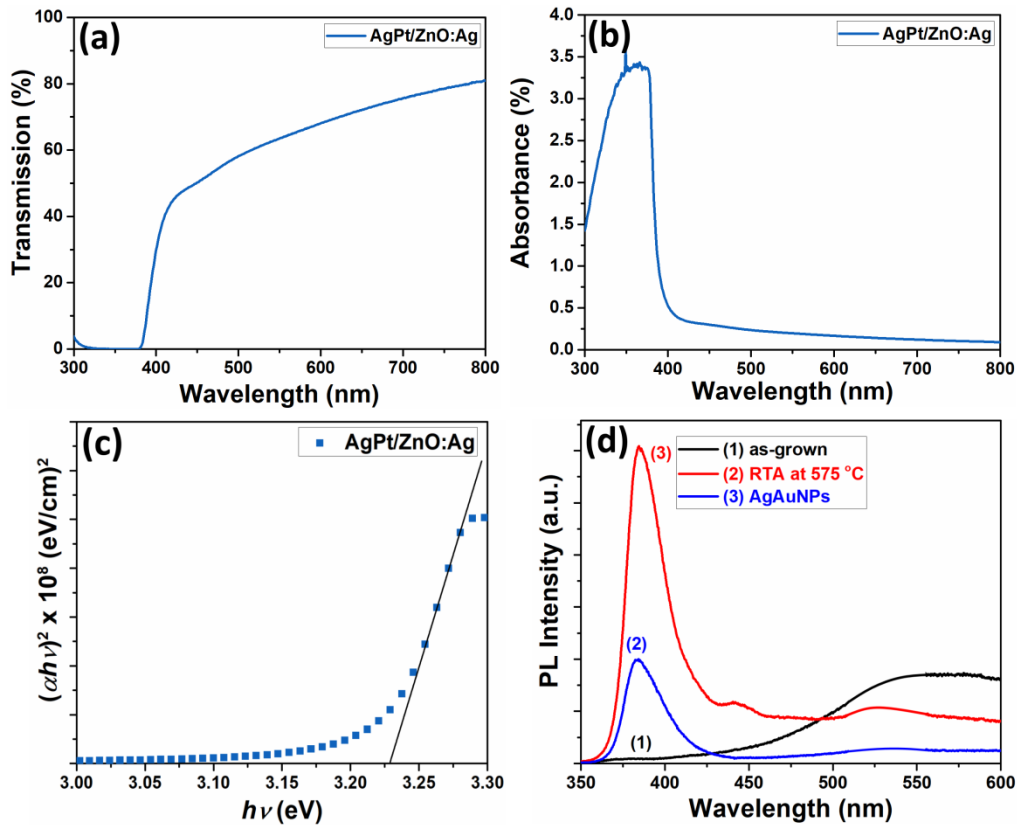 (a)
AgPt/ZnO:Ag
Transmission (%)
100
80
60
40
20
0
300 400 500 600 700 800
Wavelength (nm)
(b)
AgPt/ZnO:Ag
Absorbance (%)
4.0
3.5
3.0
2.5
2.0
1.5
1.0
0.5
0.0
300 400 500 600 700 800
Wavelength (nm)
(c)
AgPt/ZnO:Ag
(αhν)² x 10⁸ (eV/cm)²
3.00 3.05 3.10 3.15 3.20 3.25 3.30
hν (eV)
(d)
(1) as-grown
(2) RTA at 575 °C
(3) AgAuNPs
(3)
(2)
(1)
PL Intensity (a.u.)
350 400 450 500 550 600
Wavelength (nm)